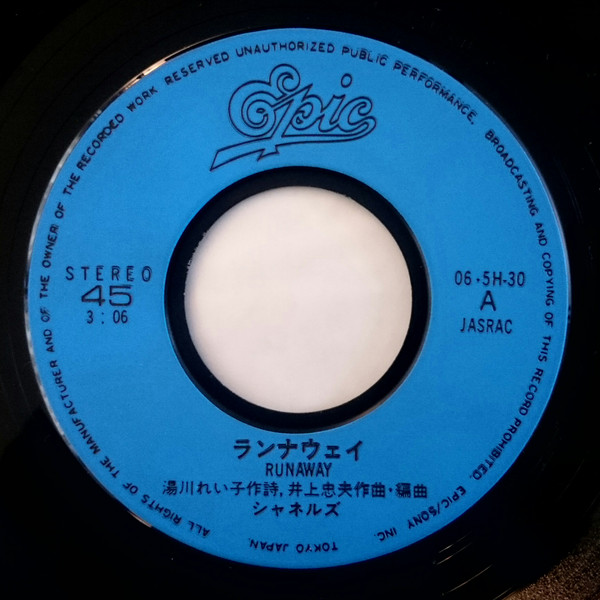 ALL RIGHTS OF THE MANUFACTURER AND OF THE OWNER OF THE RECORDED WORK RESERVED UNAUTHORIZED PUBLIC PERFORMANCE, BROADCASTING AND COPYING OF THIS RECORD PROHIBITED. EPIC/SONY INC. TOKYO JAPAN.
Epic
STEREO
45
3:06
06・5H-30
A
JASRAC
ランナウェイ
RUNAWAY
湯川れい子作詩,井上忠夫作曲・編曲
シャネルズ